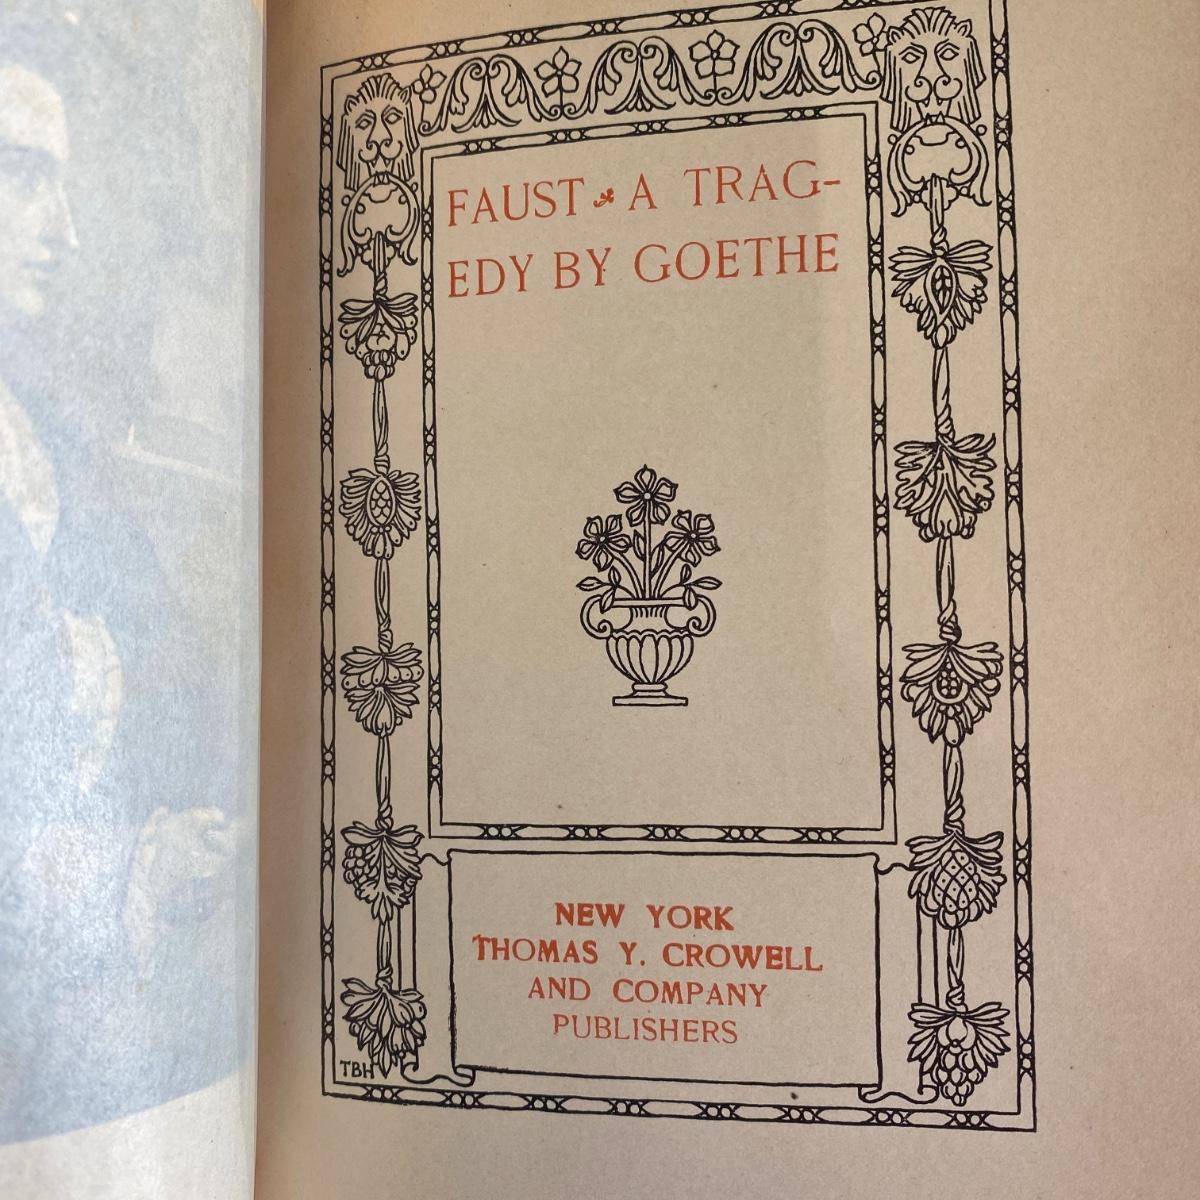 FAUST A TRAG-
EDY BY GOETHE
NEW YORK
THOMAS Y. CROWELL
AND COMPANY
PUBLISHERS
TBH